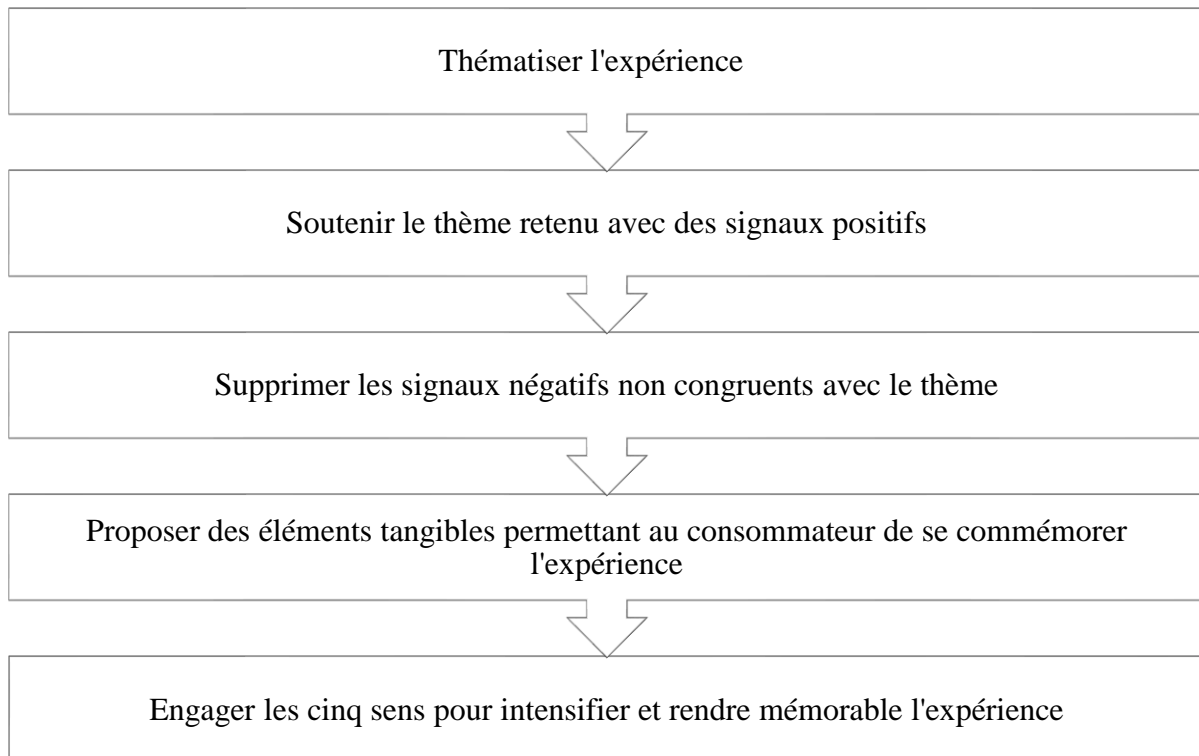 Thématiser l'expérience
Soutenir le thème retenu avec des signaux positifs
Supprimer les signaux négatifs non congruents avec le thème
Proposer des éléments tangibles permettant au consommateur de se commémorer
l'expérience
Engager les cinq sens pour intensifier et rendre mémorable l'expérience